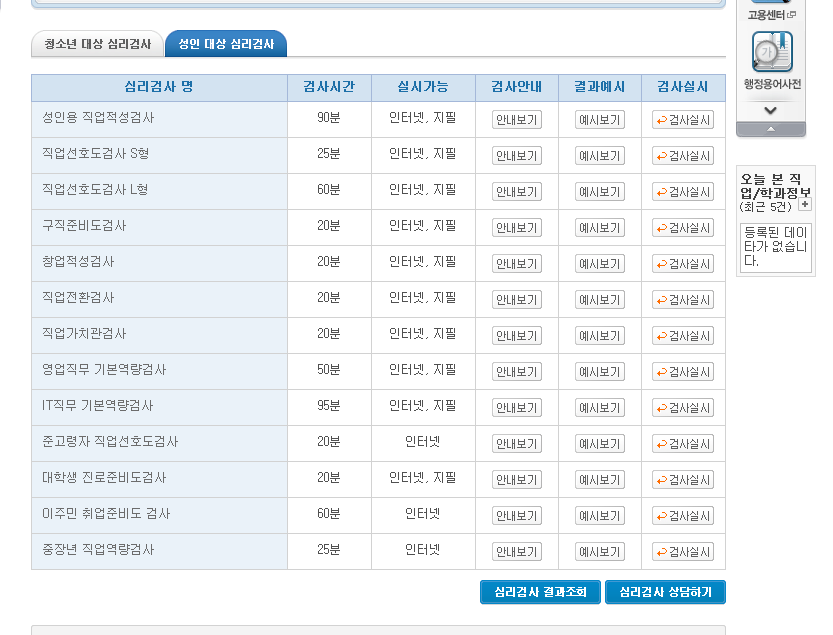 청소년 대상 심리검사 성인 대상 심리검사
심리검사 명 검사시간 실시가능 검사안내 결과예시 검사실시
성인용 직업적성검사 90분 인터넷, 지필 안내보기 예시보기 검사실시
직업선호도검사 S형 25분 인터넷, 지필 안내보기 예시보기 검사실시
직업선호도검사 L형 60분 인터넷, 지필 안내보기 예시보기 검사실시
구직준비도검사 20분 인터넷, 지필 안내보기 예시보기 검사실시
창업적성검사 20분 인터넷, 지필 안내보기 예시보기 검사실시
직업전환검사 20분 인터넷, 지필 안내보기 예시보기 검사실시
직업가치관검사 20분 인터넷, 지필 안내보기 예시보기 검사실시
영업직무 기본역량검사 50분 인터넷, 지필 안내보기 예시보기 검사실시
IT직무 기본역량검사 95분 인터넷, 지필 안내보기 예시보기 검사실시
준고령자 직업선호도검사 20분 인터넷 안내보기 예시보기 검사실시
대학생 진로준비도검사 20분 인터넷, 지필 안내보기 예시보기 검사실시
이주민 취업준비도 검사 60분 인터넷 안내보기 예시보기 검사실시
중장년 직업역량검사 25분 인터넷 안내보기 예시보기 검사실시
심리검사 결과조회 심리검사 상담하기
고용센터
가
행정용어사전
오늘 본 직
업/학과정보
(최근 5건) +
등록된 데이
타가 없습니
다.